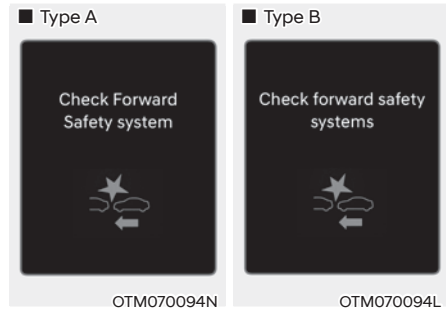 ■ Type A
Check Forward
Safety system
OTM070094N
■ Type B
Check forward safety
systems
OTM070094L